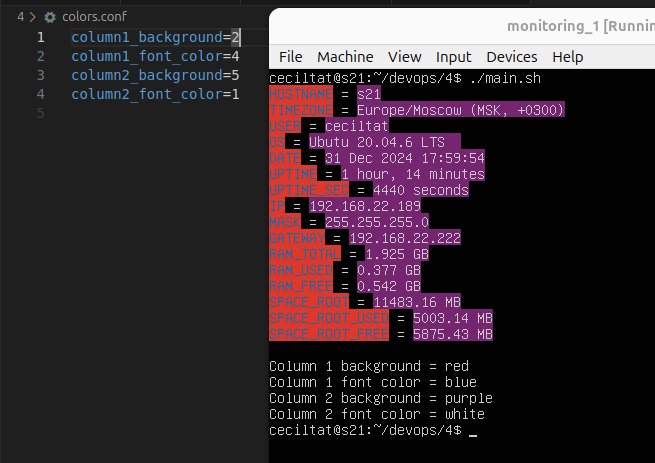 4 > colors.conf
1 column1_background=2
2 column1_font_color=4
3 column2_background=5
4 column2_font_color=1
5
monitoring_1 [Runnin
File Machine View Input Devices Help
ceciltat@s21:~/devops/4$ ./main.sh
HOSTNAME = s21
TIMEZONE = Europe/Moscow (MSK, +0300)
USER = ceciltat
OS = Ubutu 20.04.6 LTS
DATE = 31 Dec 2024 17:59:54
UPTIME = 1 hour, 14 minutes
UPTIME_SEC = 4440 seconds
IP = 192.168.22.189
MASK = 255.255.255.0
GATEWAY = 192.168.22.222
RAM_TOTAL = 1.925 GB
RAM_USED = 0.377 GB
RAM_FREE = 0.542 GB
SPACE_ROOT = 11483.16 MB
SPACE_ROOT_USED = 5003.14 MB
SPACE_ROOT_FREE = 5875.43 MB
Column 1 background = red
Column 1 font color = blue
Column 2 background = purple
Column 2 font color = white
ceciltat@s21:~/devops/4$ _